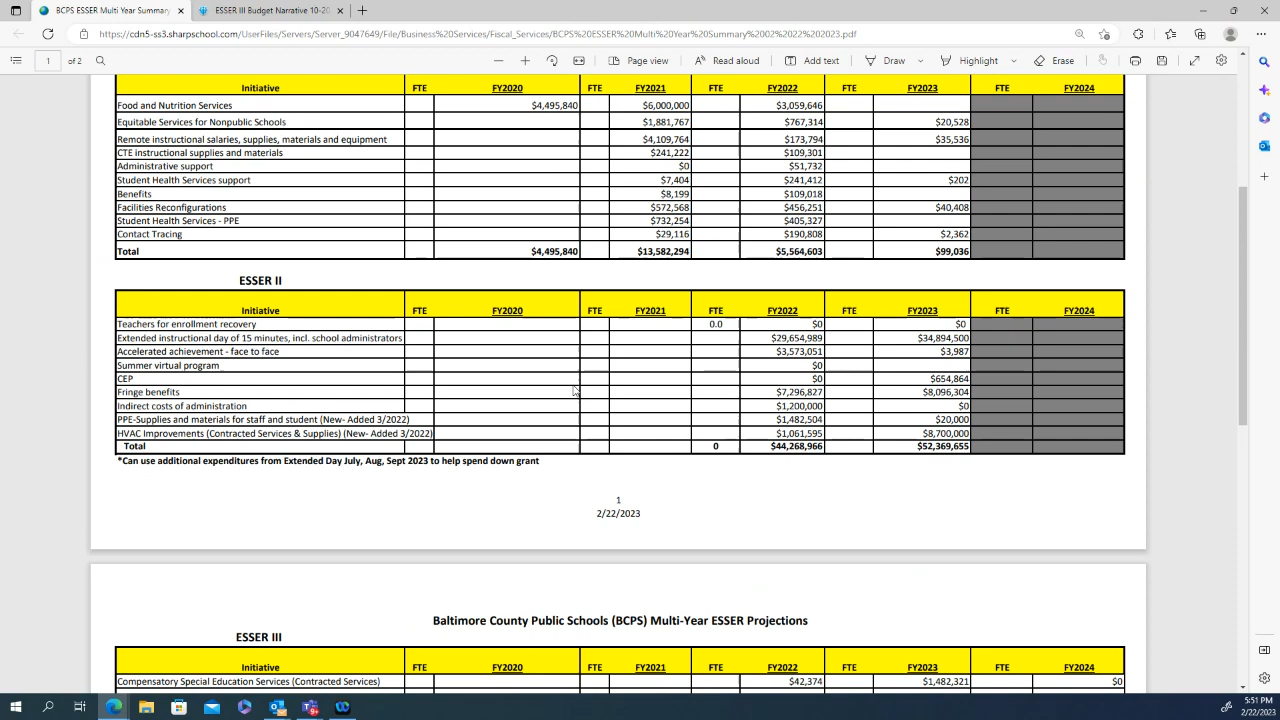 BCPS ESSER Multi Year Summary
ESSER III Budget Narrative 10-20
https://cdn5-ss3.sharpschool.com/UserFiles/Servers/Server_9047649/File/Business%20Services/Fiscal_Services/BCPS%20ESSER%20Multi%20Year%20Summary%2002%2022%202023.pdf
1 of 2
Page view
Read aloud
Add text
Draw
Highlight
Erase
Initiative FTE FY2020 FTE FY2021 FTE FY2022 FTE FY2023 FTE FY2024
Food and Nutrition Services $4,495,840 $6,000,000 $3,059,646
Equitable Services for Nonpublic Schools $1,881,767 $767,314 $20,528
Remote instructional salaries, supplies, materials and equipment $4,109,764 $173,794 $35,536
CTE instructional supplies and materials $241,222 $109,301
Administrative support $0 $51,732
Student Health Services support $7,404 $241,412 $202
Benefits $8,199 $109,018
Facilities Reconfigurations $572,568 $456,251 $40,408
Student Health Services - PPE $732,254 $405,327
Contact Tracing $29,116 $190,808 $2,362
Total $4,495,840 $13,582,294 $5,564,603 $99,036
ESSER II
Initiative FTE FY2020 FTE FY2021 FTE FY2022 FTE FY2023 FTE FY2024
Teachers for enrollment recovery 0.0 $0 $0
Extended instructional day of 15 minutes, incl. school administrators $29,654,989 $34,894,500
Accelerated achievement - face to face $3,573,051 $3,987
Summer virtual program $0
CEP $0 $654,864
Fringe benefits $7,296,827 $8,096,304
Indirect costs of administration $1,200,000 $0
PPE-Supplies and materials for staff and student (New- Added 3/2022) $1,482,504 $20,000
HVAC Improvements (Contracted Services & Supplies) (New- Added 3/2022) $1,061,595 $8,700,000
Total 0 $44,268,966 $52,369,655
*Can use additional expenditures from Extended Day July, Aug, Sept 2023 to help spend down grant
1
2/22/2023
Baltimore County Public Schools (BCPS) Multi-Year ESSER Projections
ESSER III
Initiative FTE FY2020 FTE FY2021 FTE FY2022 FTE FY2023 FTE FY2024
Compensatory Special Education Services (Contracted Services) $42,374 $1,482,321 $0
5:51 PM
2/22/2023